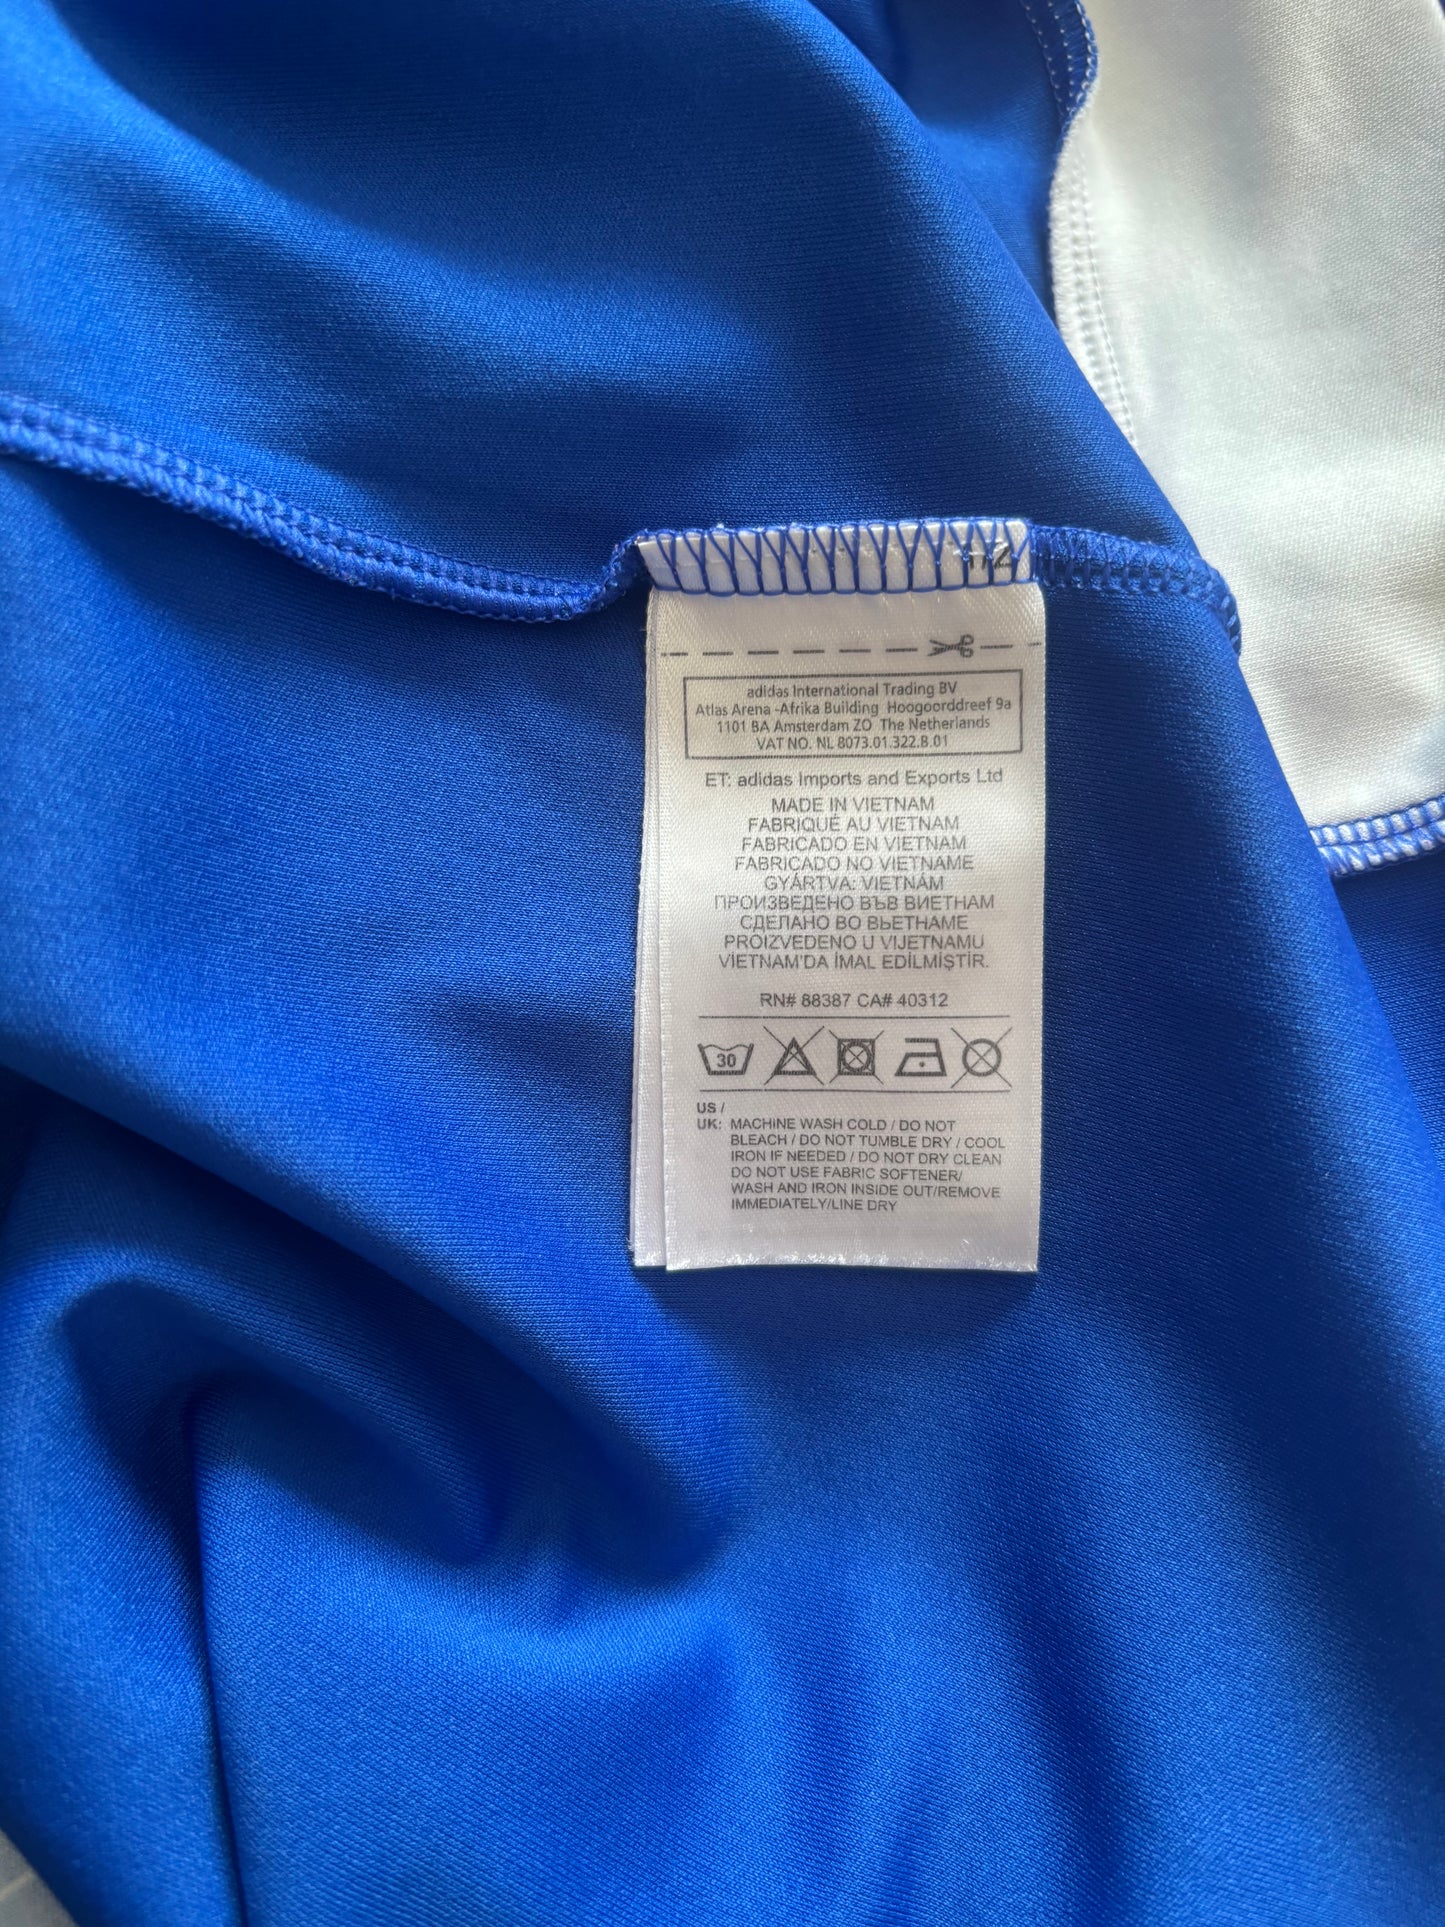 adidas International Trading BV
Atlas Arena -Afrika Building Hoogoorddreef 9a
1101 BA Amsterdam ZO The Netherlands
VAT NO. NL 8073.01.322.B.01
ET: adidas Imports and Exports Ltd
MADE IN VIETNAM
FABRIQUÉ AU VIETNAM
FABRICADO EN VIETNAM
FABRICADO NO VIETNAME
GYÁRTVA: VIETNÁM
ПРОИЗВЕДЕНО ВЪВ ВИЕТНАМ
СДЕЛАНО ВО ВЬЕТНАМЕ
PROIZVEDENO U VIJETNAMU
VİETNAM'DA İMAL EDİLMİŞTİR.
RN# 88387 CA# 40312
30
US /
UK: MACHINE WASH COLD / DO NOT
BLEACH / DO NOT TUMBLE DRY / COOL
IRON IF NEEDED / DO NOT DRY CLEAN
DO NOT USE FABRIC SOFTENER/
WASH AND IRON INSIDE OUT/REMOVE
IMMEDIATELY/LINE DRY